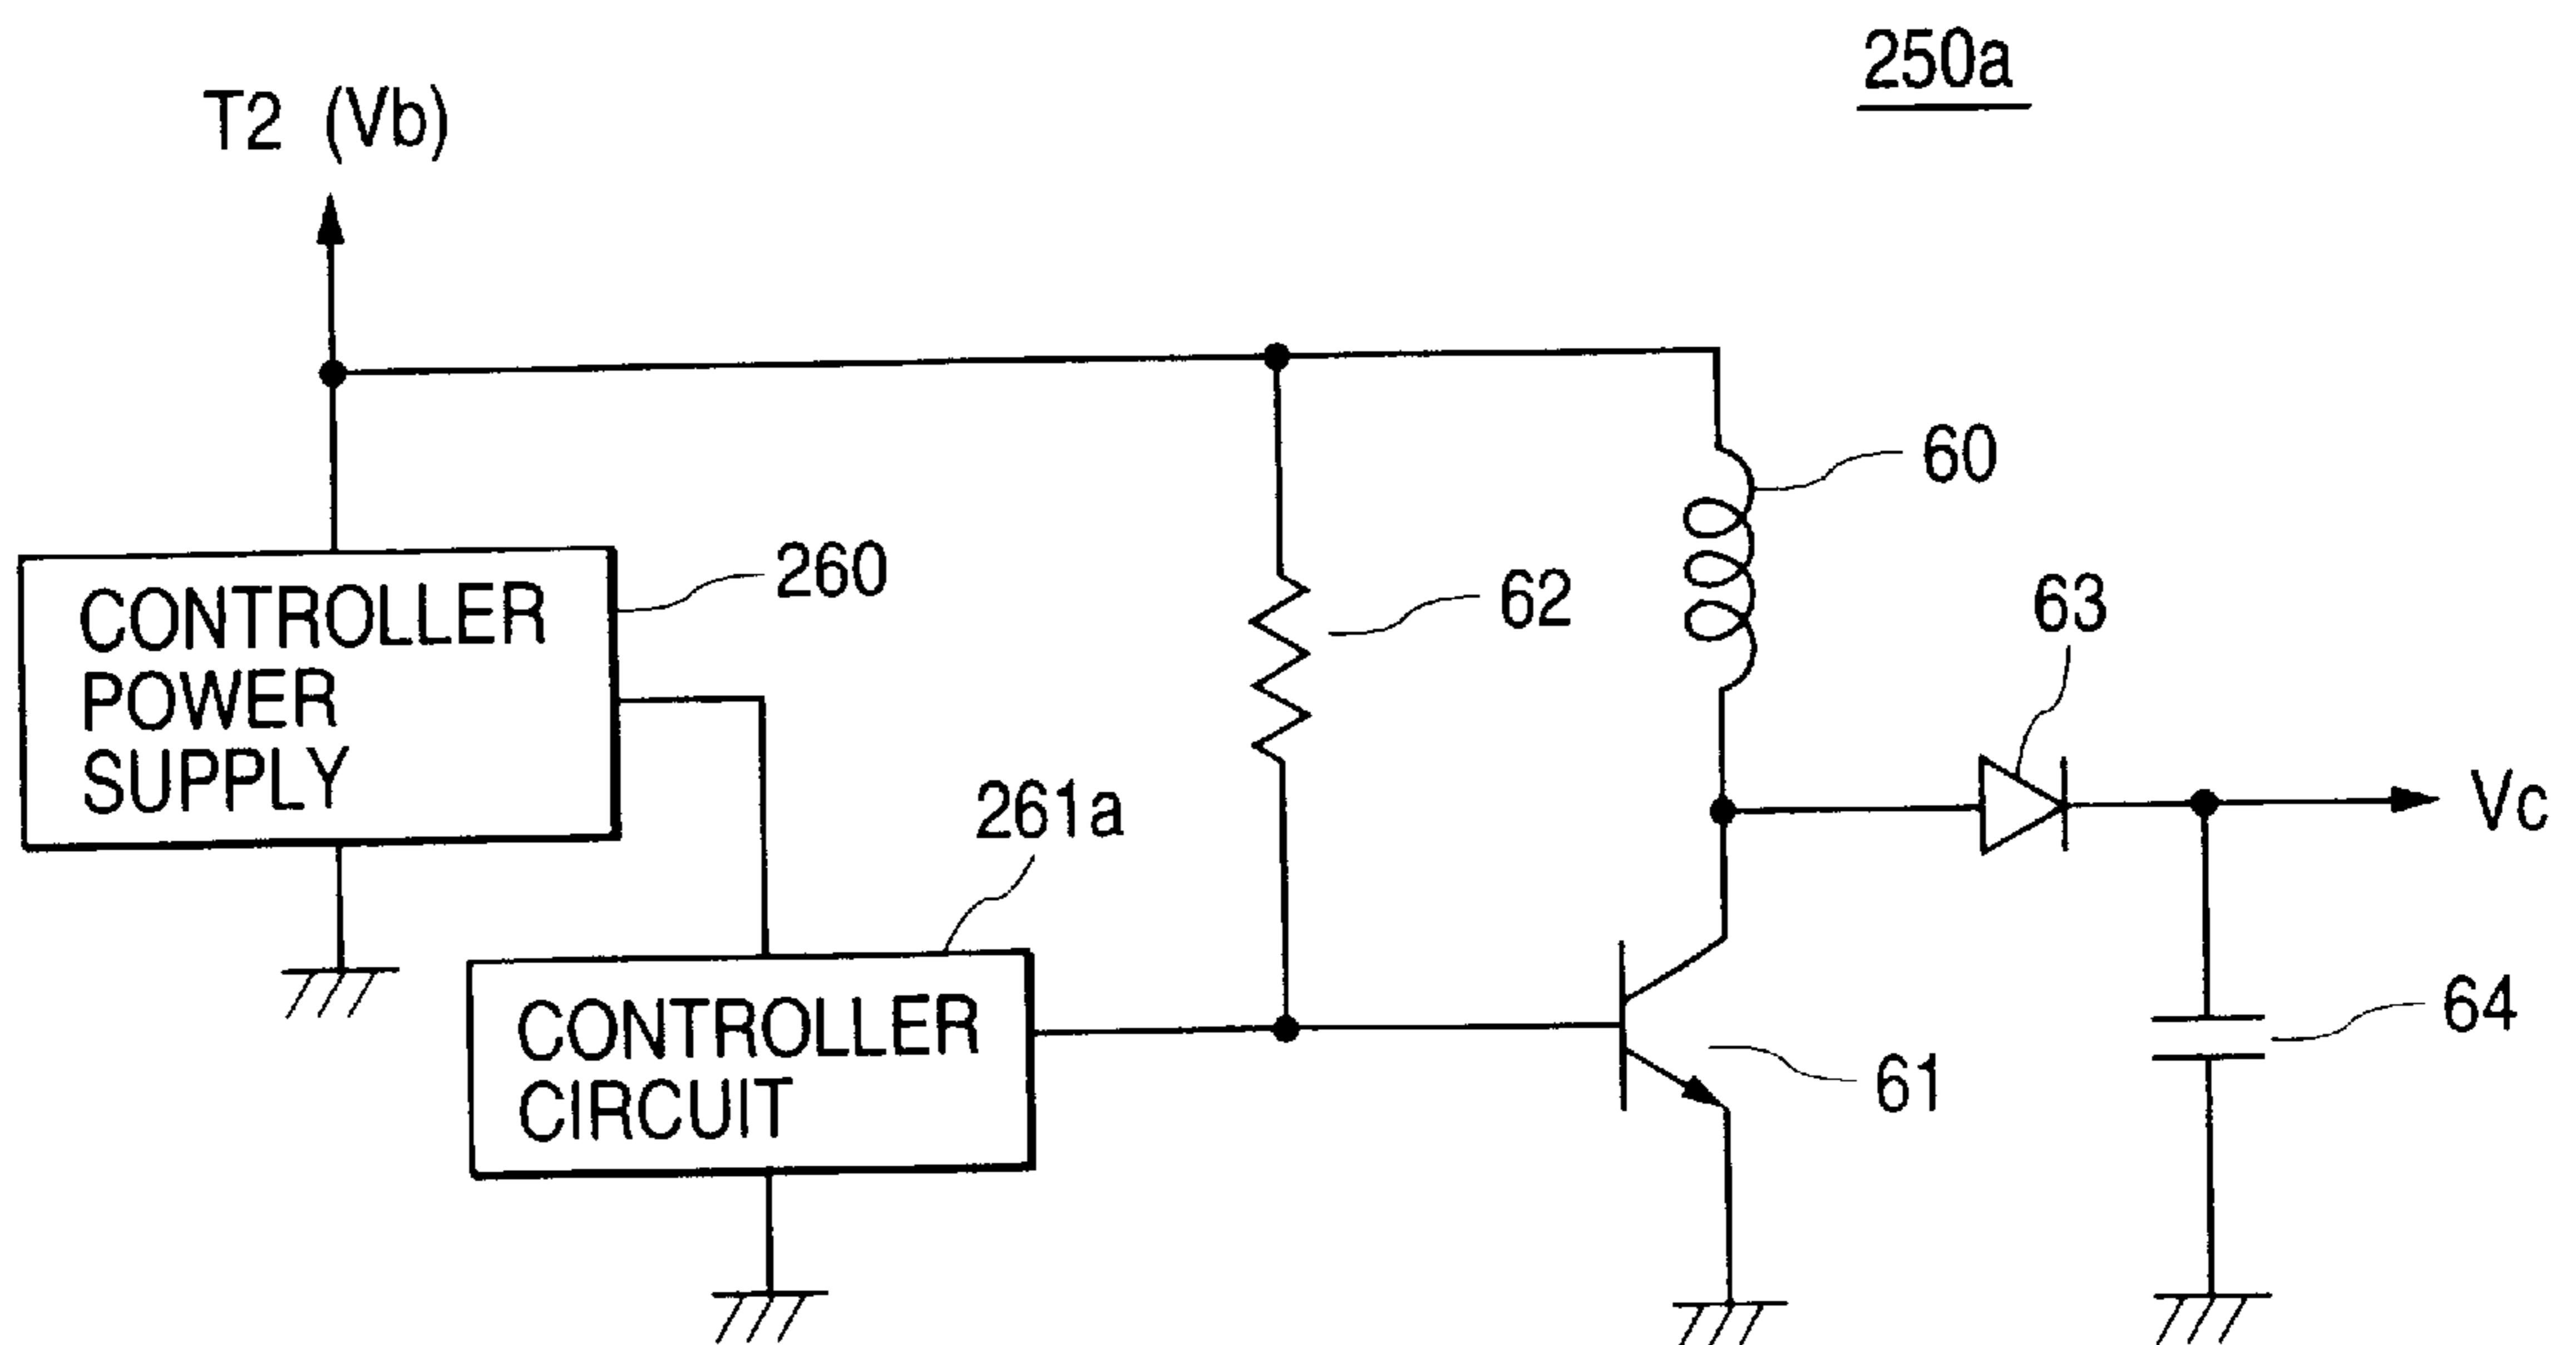 250a
T2 (Vb)
60
260
CONTROLLER
POWER
SUPPLY
62
63
261a
Vc
CONTROLLER
CIRCUIT
64
61